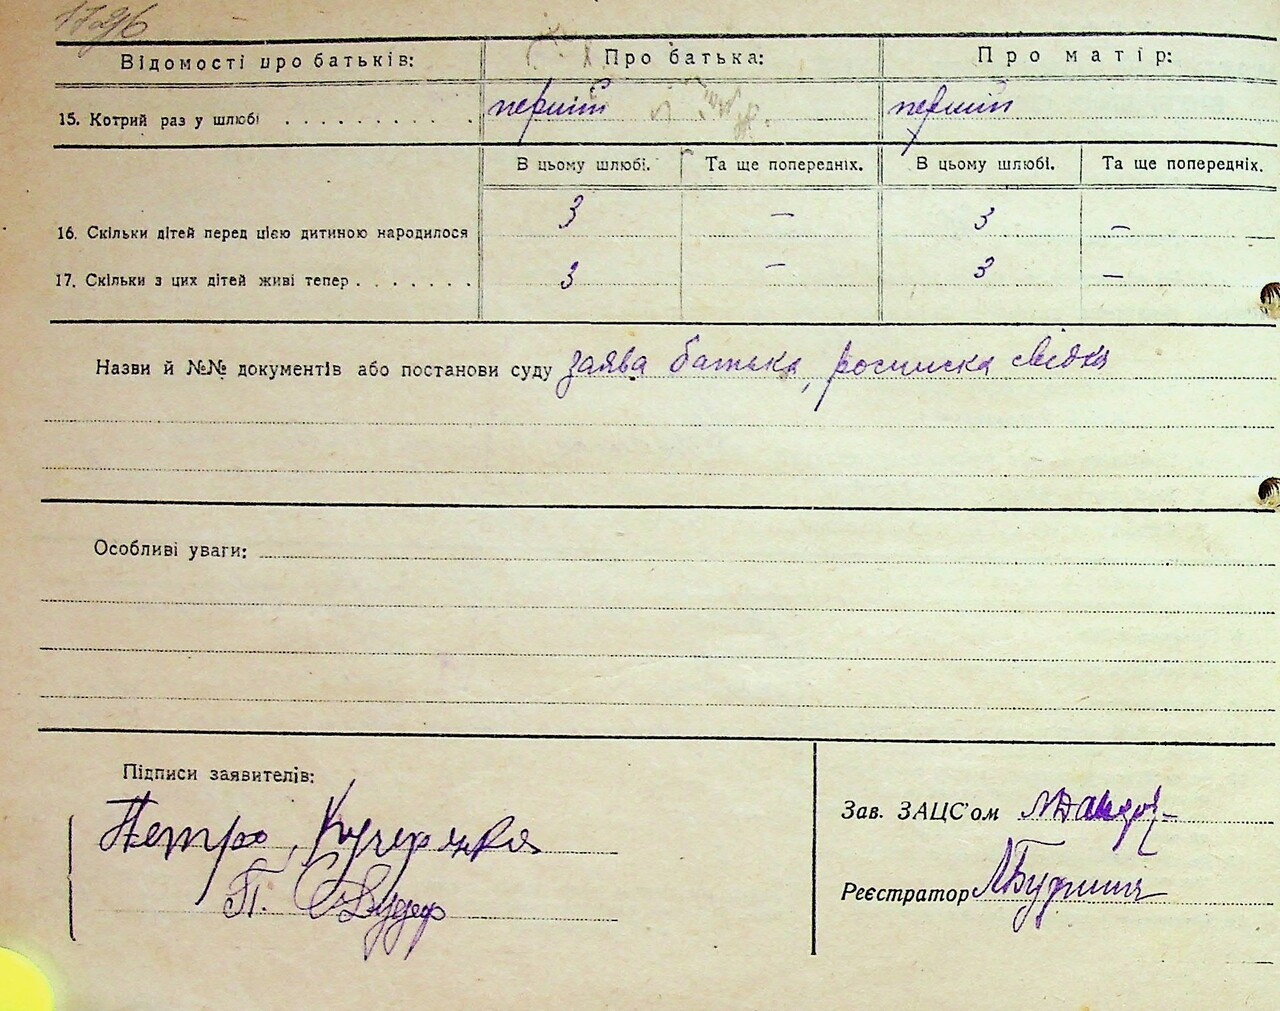 1796
Відомості про батьків: Про батька: Про матір:
15. Котрий раз у шлюбі . . . . . . . . . . перший перший
В цьому шлюбі. Та ще попередніх. В цьому шлюбі. Та ще попередніх.
16. Скільки дітей перед цією дитиною народилося 3 — 3 —
17. Скільки з цих дітей живі тепер . . . . . . . 3 — 3 —
Назви й №№ документів або постанови суду заява батька, росписка свідка
Особливі уваги:
Підписи заявителів:
Петро
Зав. ЗАЦС'ом
П.
Реєстратор